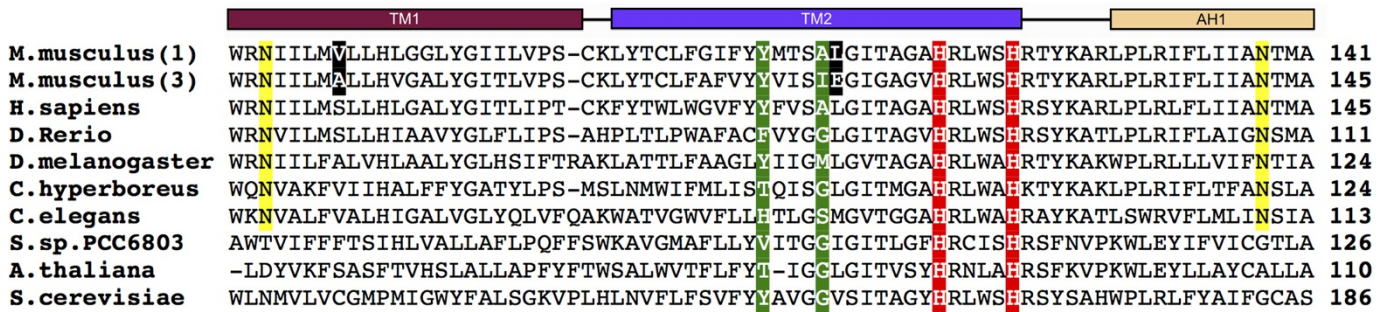 TM1 TM2 AH1
M.musculus(1) WRNIILMVLLHLGGLYGIILVPS-CKLYTCLFGIFYYMTSALGITAGAHRLWSHRTYKARLPLRIFLIIANTMA 141
M.musculus(3) WRNIILMALLHVGALYGITLVPS-CKLYTCLFAFVYYVISIEGIGAGVHRLWSHRTYKARLPLRIFLIIANTMA 145
H.sapiens WRNIILMSLLHLGALYGITLIPT-CKFYTWLWGVFYYFVSALGITAGAHRLWSHRSYKARLPLRLFLIIANTMA 145
D.Rerio WRNVILMSLLHIAAVYGLFLIPS-AHPLTLPWAFACFVYGGLGITAGVHRLWSHRSYKATLPLRIFLAIGNSMA 111
D.melanogaster WRNIILFALVHLAALYGLHSIFTRAKLATTLFAAGLYIIGMLGVTAGAHRLWAHRTYKAKWPLRLLLVIFNTIA 124
C.hyperboreus WQNVAKFVIIHALFFYGATYLPS-MSLNMWIFMLISTQISGLGITMGAHRLWAHKTYKAKLPLRIFLTFANSLA 124
C.elegans WKNVALFVALHIGALVGLYQLVFQAKWATVGWVFLLHTLGSMGVTGGAHRLWAHRAYKATLSWRVFLMLINSIA 113
S.sp.PCC6803 AWTVIFFFTSIHLVALLAFLPQFFSWKAVGMAFLLYVITGGIGITLGFHRCISHRSFNVPKWLEYIFVICGTLA 126
A.thaliana -LDYVKFSASFTVHSLALLAPFYFTWSALWVTFLFYT-IGGLGITVSYHRNLAHRSFKVPKWLEYLLAYCALLA 110
S.cerevisiae WLNMVLVCGMPMIGWYFALSGKVPLHLNVFLFSVFYYAVGGVSITAGYHRLWSHRSYSAHWPLRLFYAIFGCAS 186